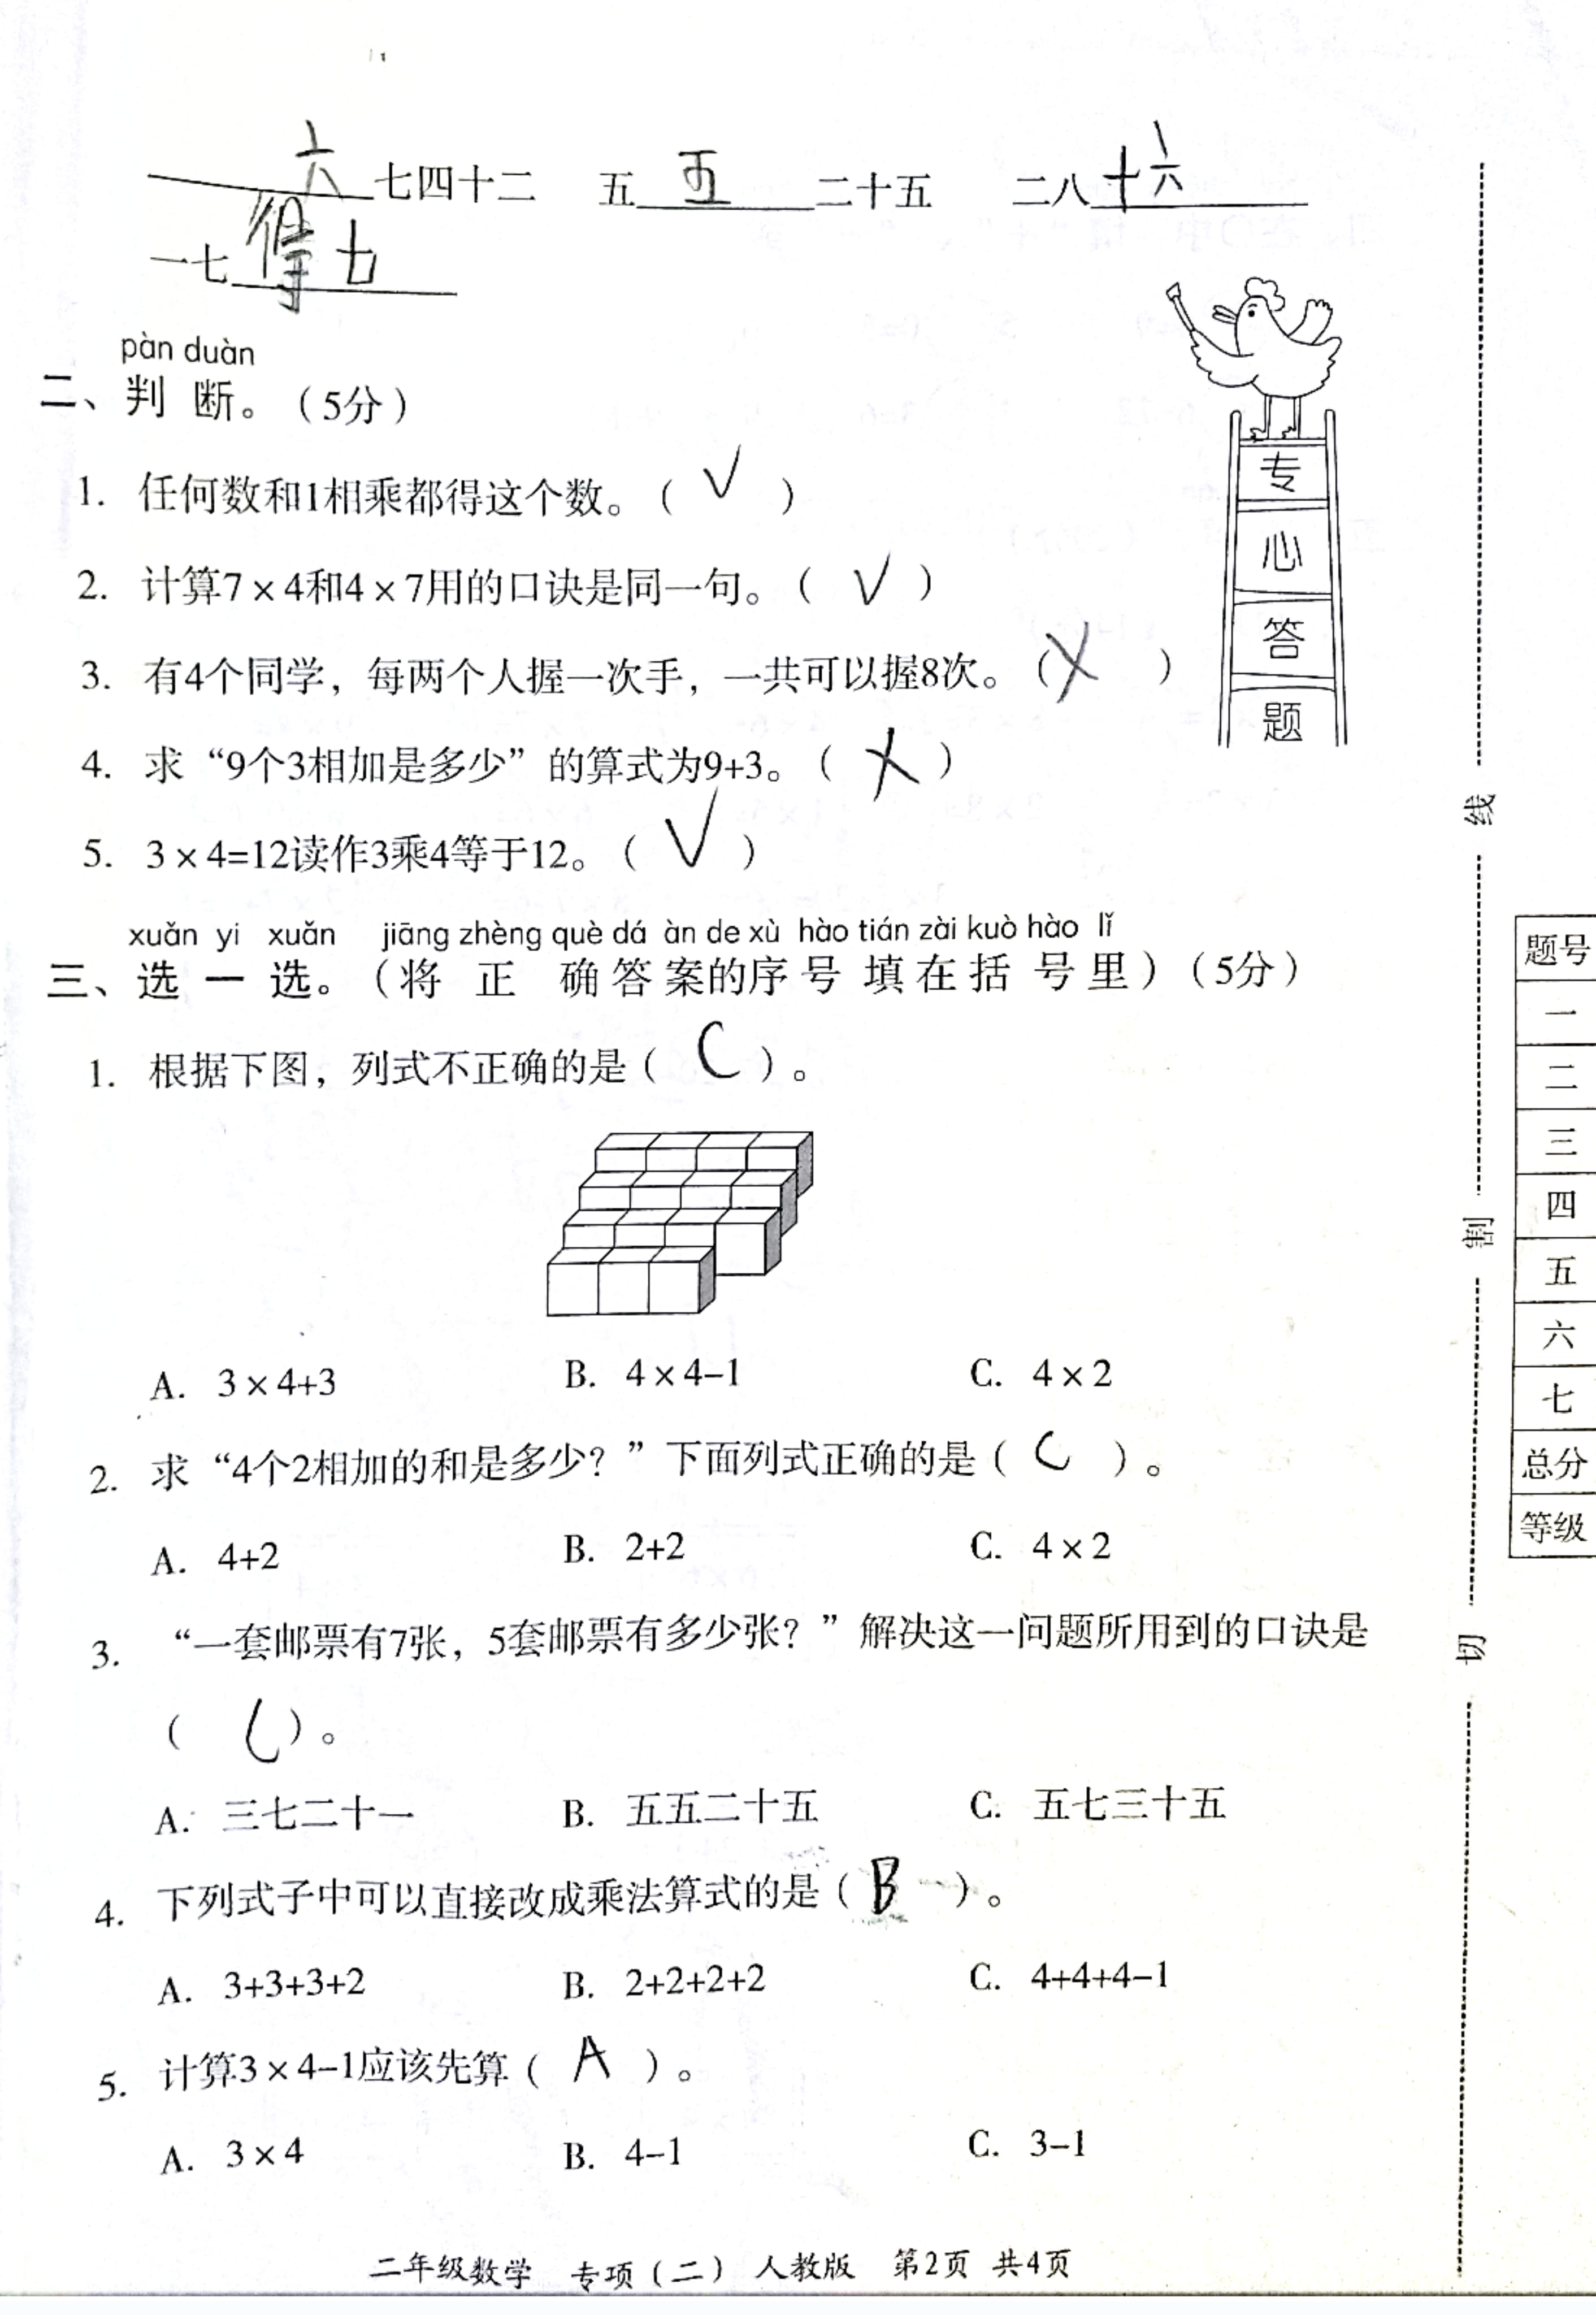 六七四十二 五五二十五 二八十六
一七得七
pàn duàn
二、判 断。（5分）
1. 任何数和1相乘都得这个数。（ √ ）
2. 计算7×4和4×7用的口诀是同一句。（ √ ）
3. 有4个同学，每两个人握一次手，一共可以握8次。（ × ）
4. 求“9个3相加是多少”的算式为9+3。（ × ）
5. 3×4=12读作3乘4等于12。（ √ ）
专
心
答
题
xuǎn yi xuǎn jiāng zhèng què dá àn de xù hào tián zài kuò hào lǐ
三、选 一 选。（将 正 确 答 案 的 序 号 填 在 括 号 里）（5分）
1. 根据下图，列式不正确的是（ C ）。
A. 3×4+3 B. 4×4-1 C. 4×2
2. 求“4个2相加的和是多少？”下面列式正确的是（ C ）。
A. 4+2 B. 2+2 C. 4×2
3. “一套邮票有7张，5套邮票有多少张？”解决这一问题所用到的口诀是
（ C ）。
A. 三七二十一 B. 五五二十五 C. 五七三十五
4. 下列式子中可以直接改成乘法算式的是（ B ）。
A. 3+3+3+2 B. 2+2+2+2 C. 4+4+4-1
5. 计算3×4-1应该先算（ A ）。
A. 3×4 B. 4-1 C. 3-1
二年级数学 专项（二）人教版 第2页 共4页
线
割
切
题号
一
二
三
四
五
六
七
总分
等级